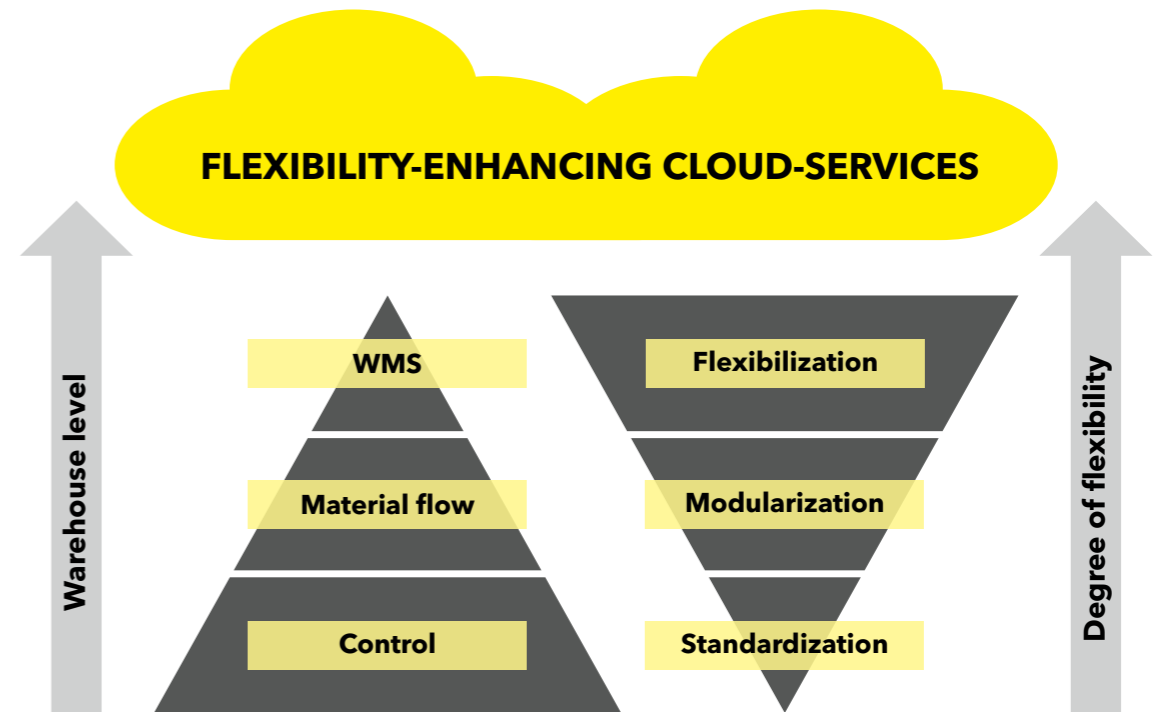 FLEXIBILITY-ENHANCING CLOUD-SERVICES
Warehouse level
WMS
Material flow
Control
Flexibilization
Modularization
Standardization
Degree of flexibility